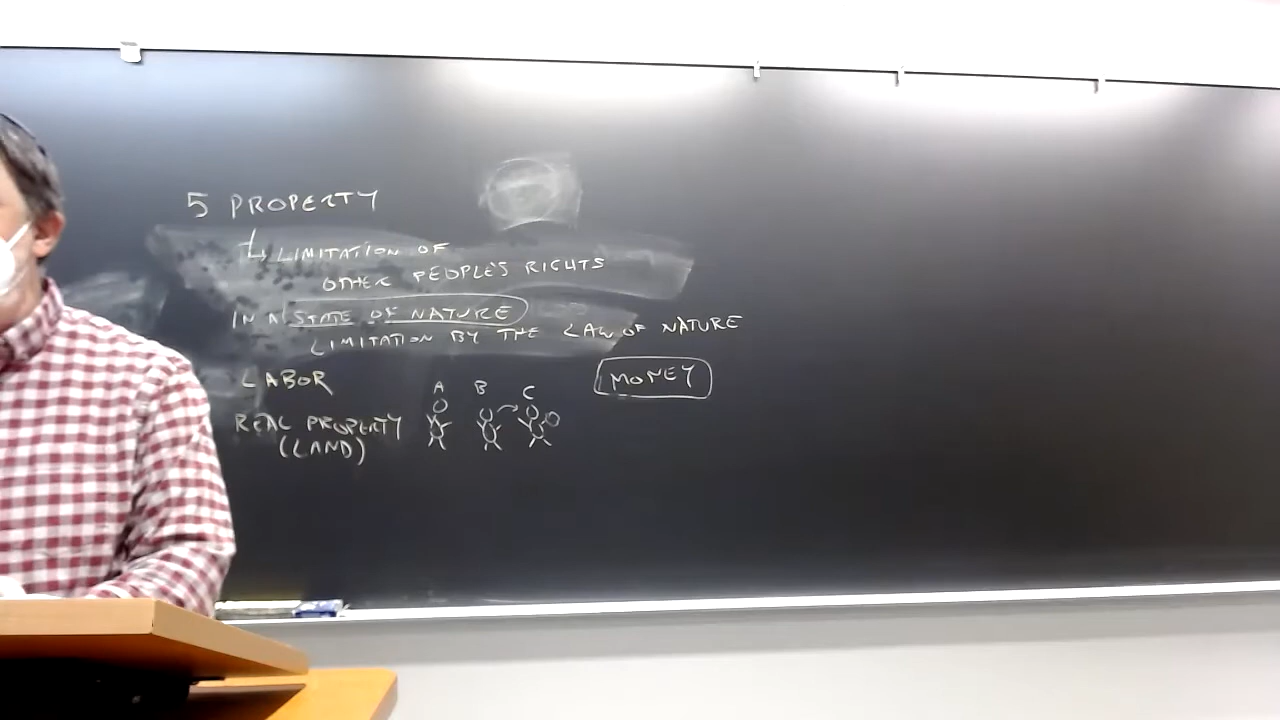 5 PROPERTY
LIMITATION OF
OTHER PEOPLE'S RIGHTS
IN A STATE OF NATURE
LIMITATION BY THE LAW OF NATURE
LABOR
A B C
MONEY
REAL PROPERTY
(LAND)